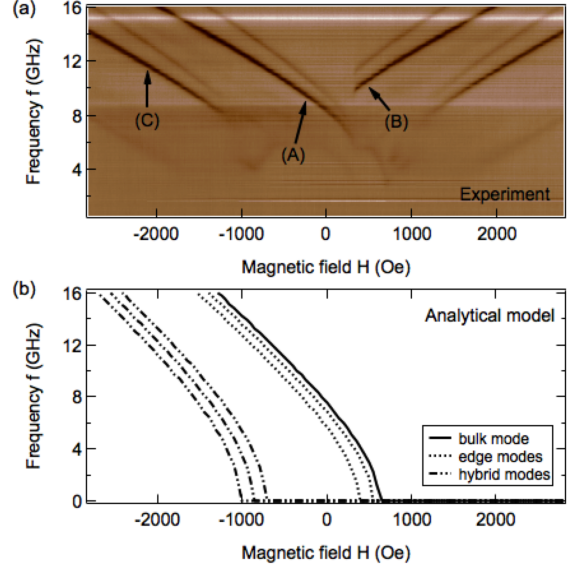 (a)
16
12
8
4
Frequency f (GHz)
(C)
(A)
(B)
Experiment
-2000
-1000
0
1000
2000
Magnetic field H (Oe)
(b)
16
12
8
4
0
Frequency f (GHz)
Analytical model
bulk mode
edge modes
hybrid modes
-2000
-1000
0
1000
2000
Magnetic field H (Oe)